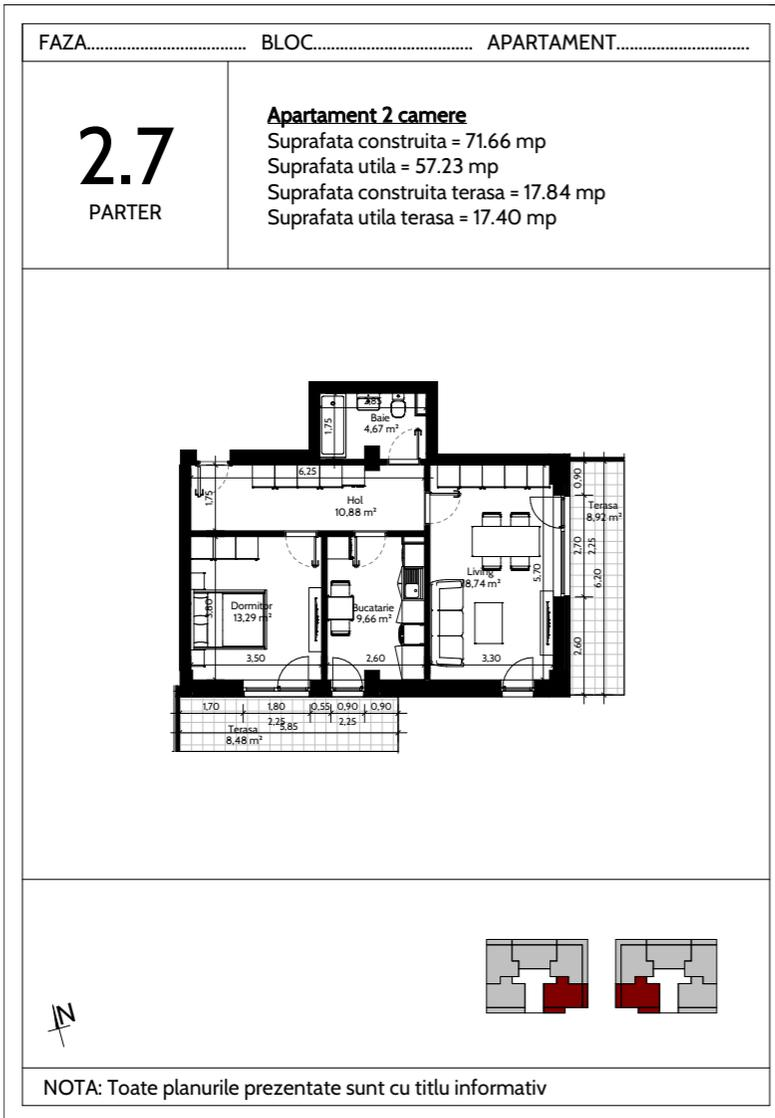 FAZA.................................. BLOC.................................. APARTAMENT............................
2.7
PARTER
Apartament 2 camere
Suprafata construita = 71.66 mp
Suprafata utila = 57.23 mp
Suprafata construita terasa = 17.84 mp
Suprafata utila terasa = 17.40 mp
1,75
Baie
4,67 m²
6,25
1,75
Hol
10,88 m²
0,90
Terasa
8,92 m²
2,70
2,25
6,20
2,60
Living
18,74 m²
5,70
3,30
3,80
Dormitor
13,29 m²
3,50
Bucatarie
9,66 m²
2,60
1,70 1,80 0,55 0,90 0,90
2,25 2,25
5,85
Terasa
8,48 m²
N
NOTA: Toate planurile prezentate sunt cu titlu informativ